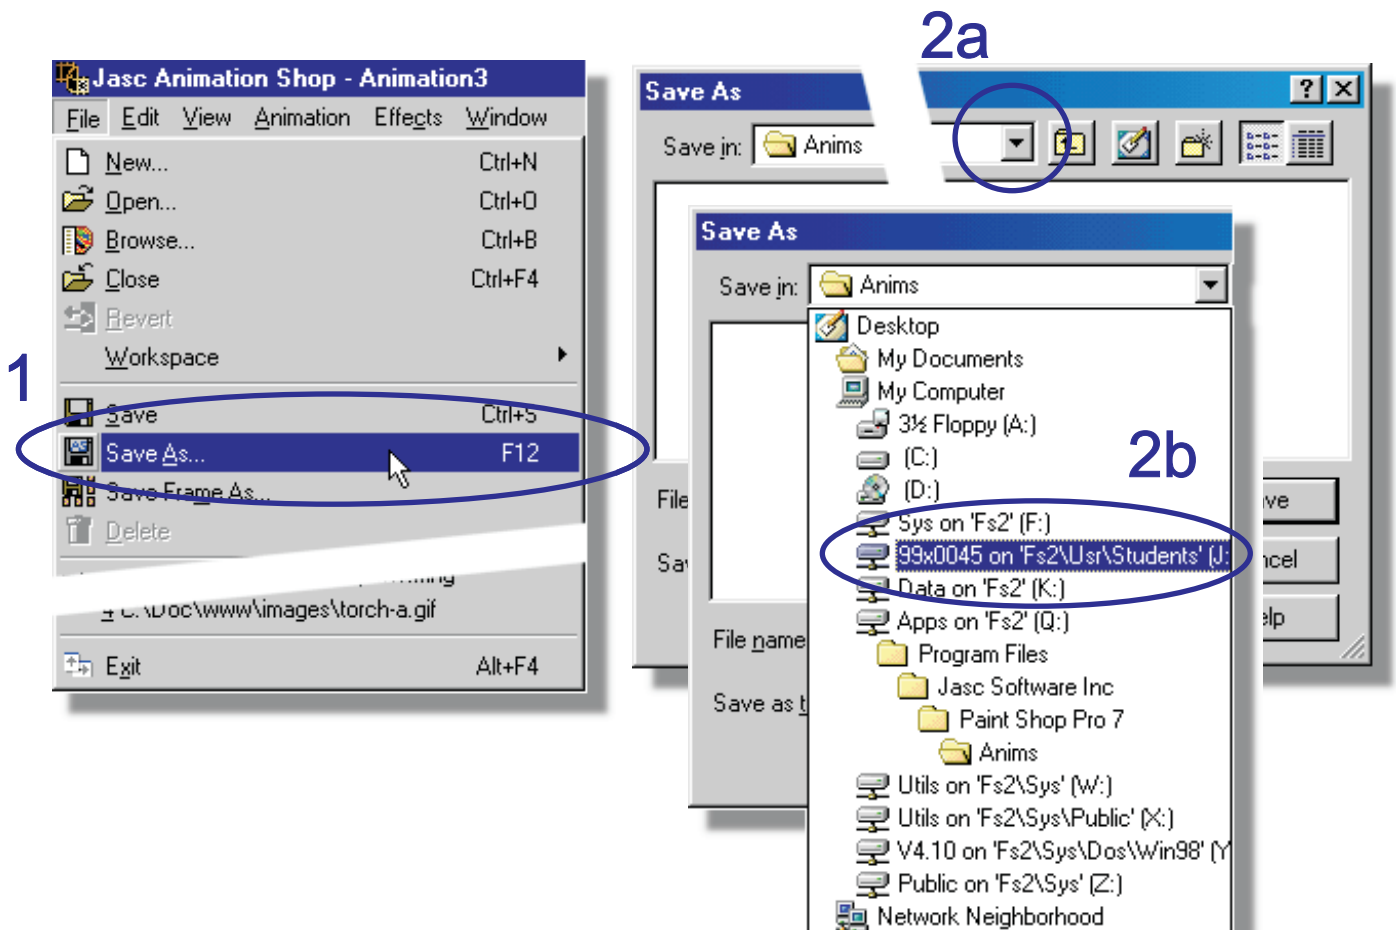 2a
Jasc Animation Shop - Animation3
File Edit View Animation Effects Window
New... Ctrl+N
Open... Ctrl+O
Browse... Ctrl+B
Close Ctrl+F4
Revert
Workspace
1
Save Ctrl+S
Save As... F12
Save Frame As...
Delete
4 C:\Doc\www\images\torch-a.gif
Exit Alt+F4
Save As
Save in: Anims
File
Sav
ve
ncel
elp
Save As
Save in: Anims
Desktop
My Documents
My Computer
3½ Floppy (A:)
(C:)
(D:)
2b
Sys on 'Fs2' (F:)
99x0045 on 'Fs2\Usr\Students' (J:
Data on 'Fs2' (K:)
Apps on 'Fs2' (Q:)
Program Files
Jasc Software Inc
Paint Shop Pro 7
Anims
Utils on 'Fs2\Sys' (W:)
Utils on 'Fs2\Sys\Public' (X:)
V4.10 on 'Fs2\Sys\Dos\Win98' (Y
Public on 'Fs2\Sys' (Z:)
Network Neighborhood
File name
Save as t